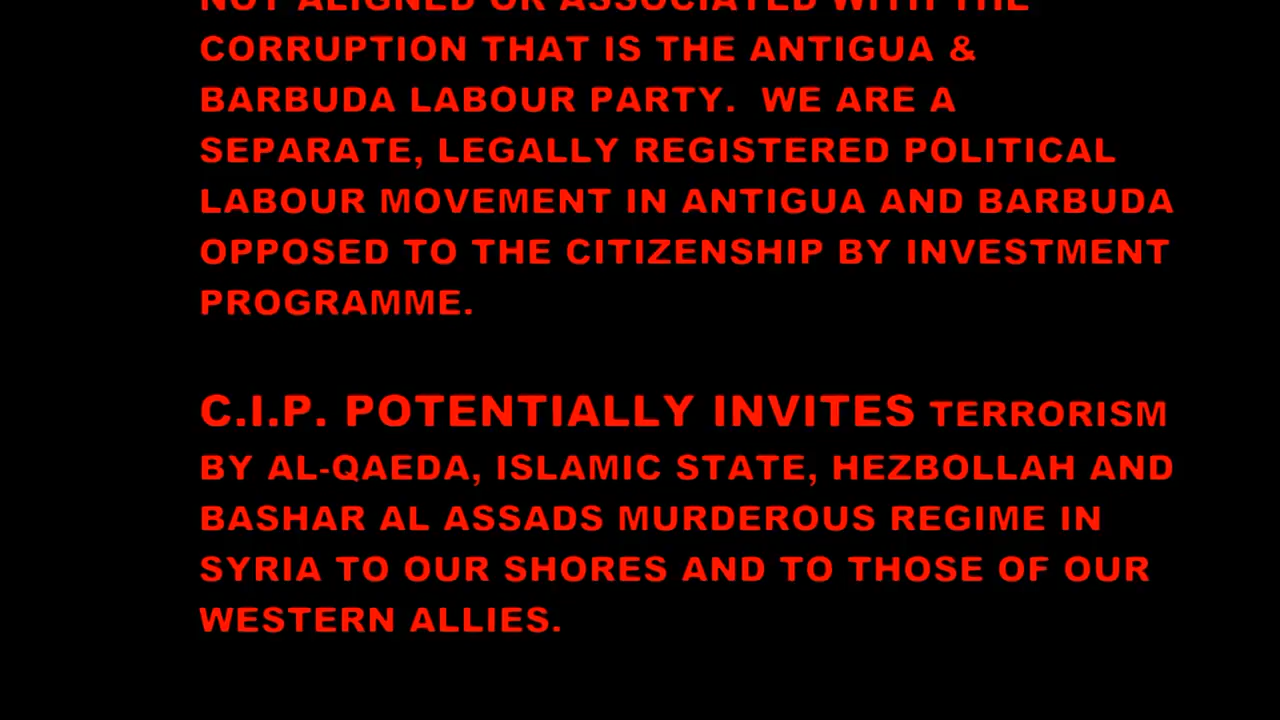 NOT ALIGNED OR ASSOCIATED WITH THE
CORRUPTION THAT IS THE ANTIGUA &
BARBUDA LABOUR PARTY.  WE ARE A
SEPARATE, LEGALLY REGISTERED POLITICAL
LABOUR MOVEMENT IN ANTIGUA AND BARBUDA
OPPOSED TO THE CITIZENSHIP BY INVESTMENT
PROGRAMME.
C.I.P. POTENTIALLY INVITES TERRORISM
BY AL-QAEDA, ISLAMIC STATE, HEZBOLLAH AND
BASHAR AL ASSADS MURDEROUS REGIME IN
SYRIA TO OUR SHORES AND TO THOSE OF OUR
WESTERN ALLIES.